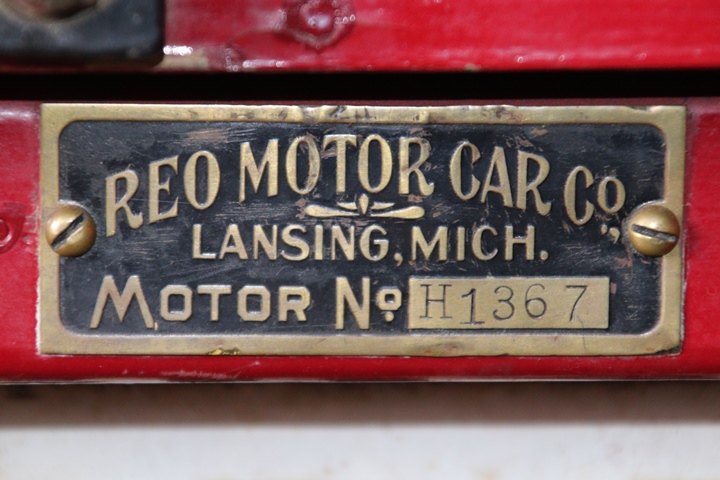 REO MOTOR CAR CO.,
LANSING, MICH.
MOTOR NO H1367